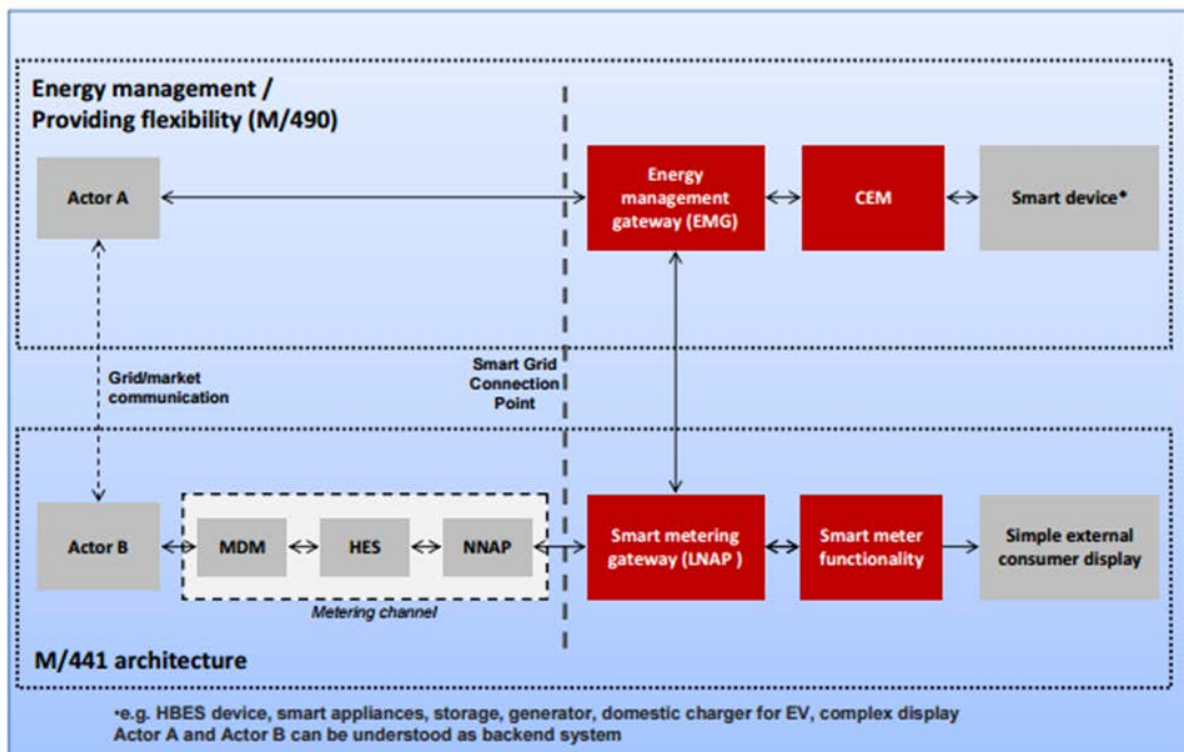 Energy management /
Providing flexibility (M/490)
Actor A
Energy
management
gateway (EMG)
CEM
Smart device*
Grid/market
communication
Smart Grid
Connection
Point
Actor B
MDM
HES
NNAP
Smart metering
gateway (LNAP )
Smart meter
functionality
Simple external
consumer display
Metering channel
M/441 architecture
•e.g. HBES device, smart appliances, storage, generator, domestic charger for EV, complex display
Actor A and Actor B can be understood as backend system